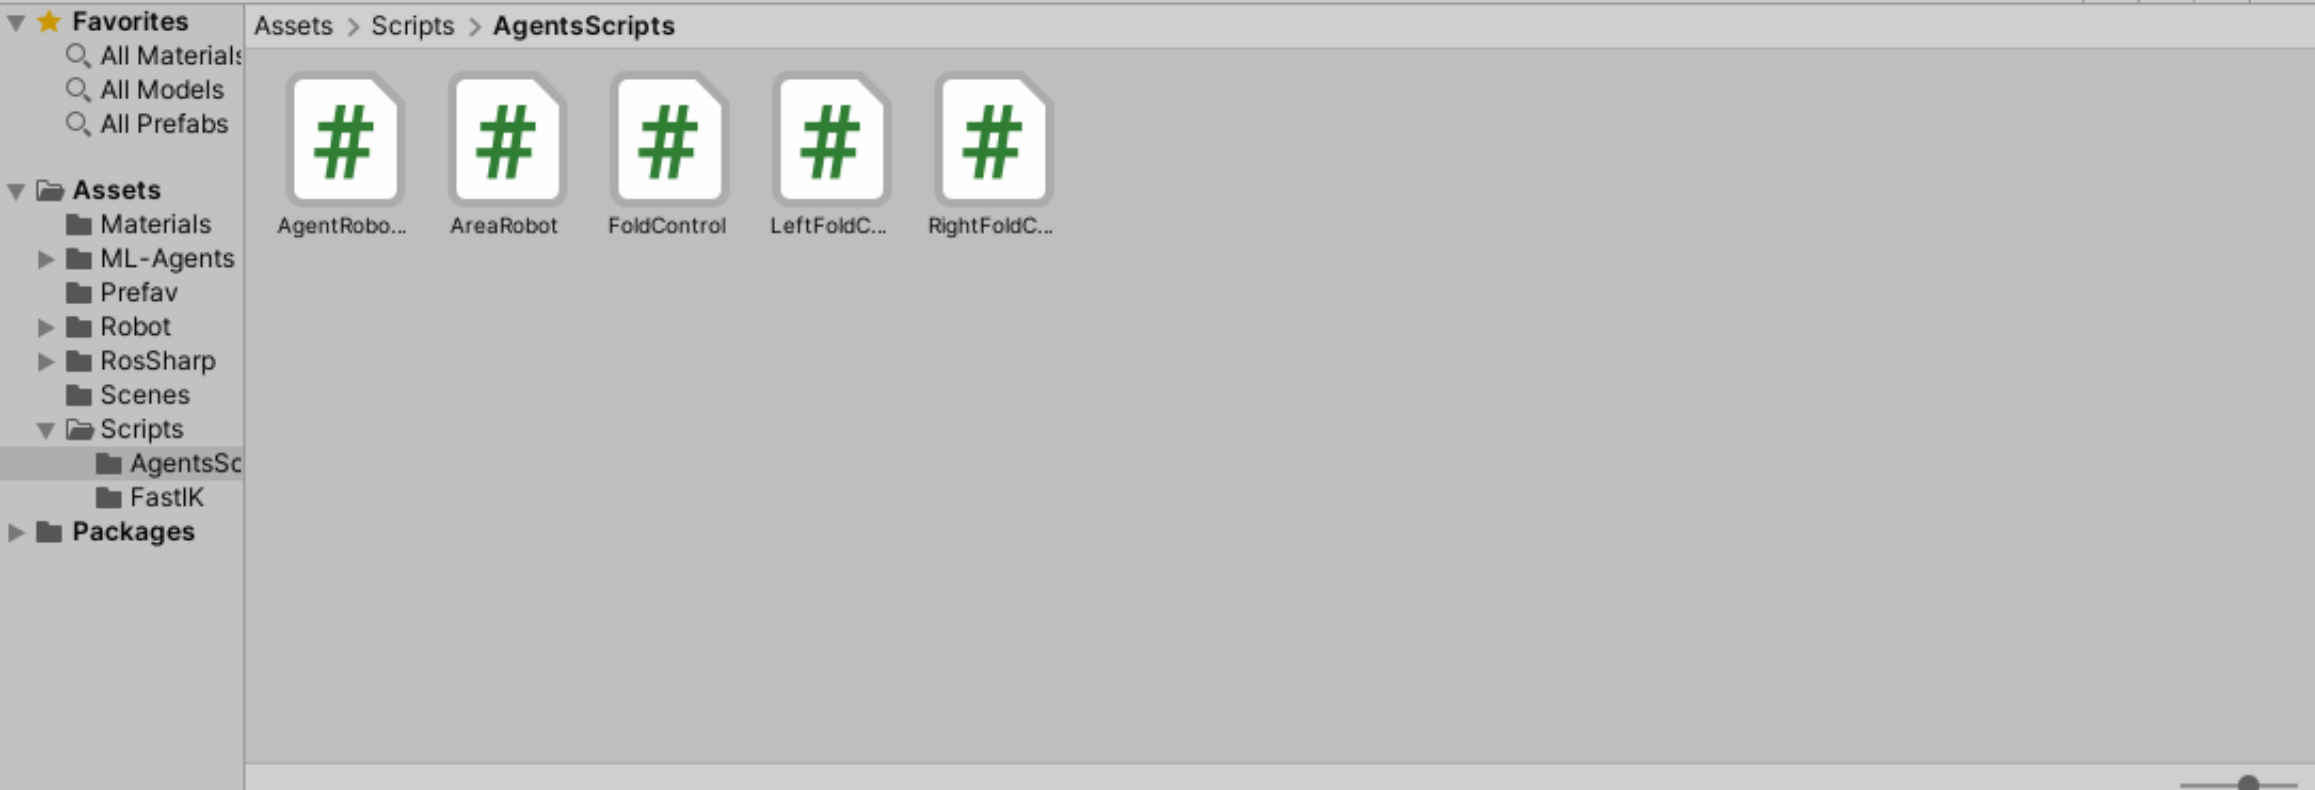 Favorites
All Materials
All Models
All Prefabs
Assets
Materials
ML-Agents
Prefav
Robot
RosSharp
Scenes
Scripts
AgentsSc
FastIK
Packages
Assets > Scripts > AgentsScripts
AgentRobo...
AreaRobot
FoldControl
LeftFoldC...
RightFoldC...